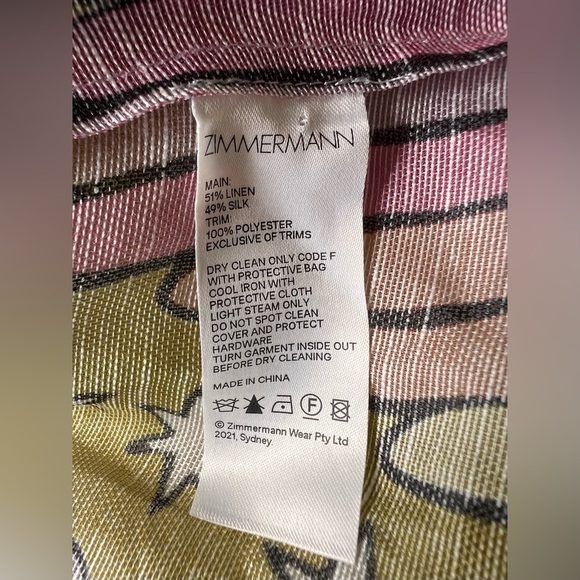 ZIMMERMANN
MAIN:
51% LINEN
49% SILK
TRIM:
100% POLYESTER
EXCLUSIVE OF TRIMS
DRY CLEAN ONLY CODE F
WITH PROTECTIVE BAG
COOL IRON WITH
PROTECTIVE CLOTH
LIGHT STEAM ONLY
DO NOT SPOT CLEAN
COVER AND PROTECT
HARDWARE
TURN GARMENT INSIDE OUT
BEFORE DRY CLEANING
MADE IN CHINA
F
© Zimmermann Wear Pty Ltd
2021, Sydney.